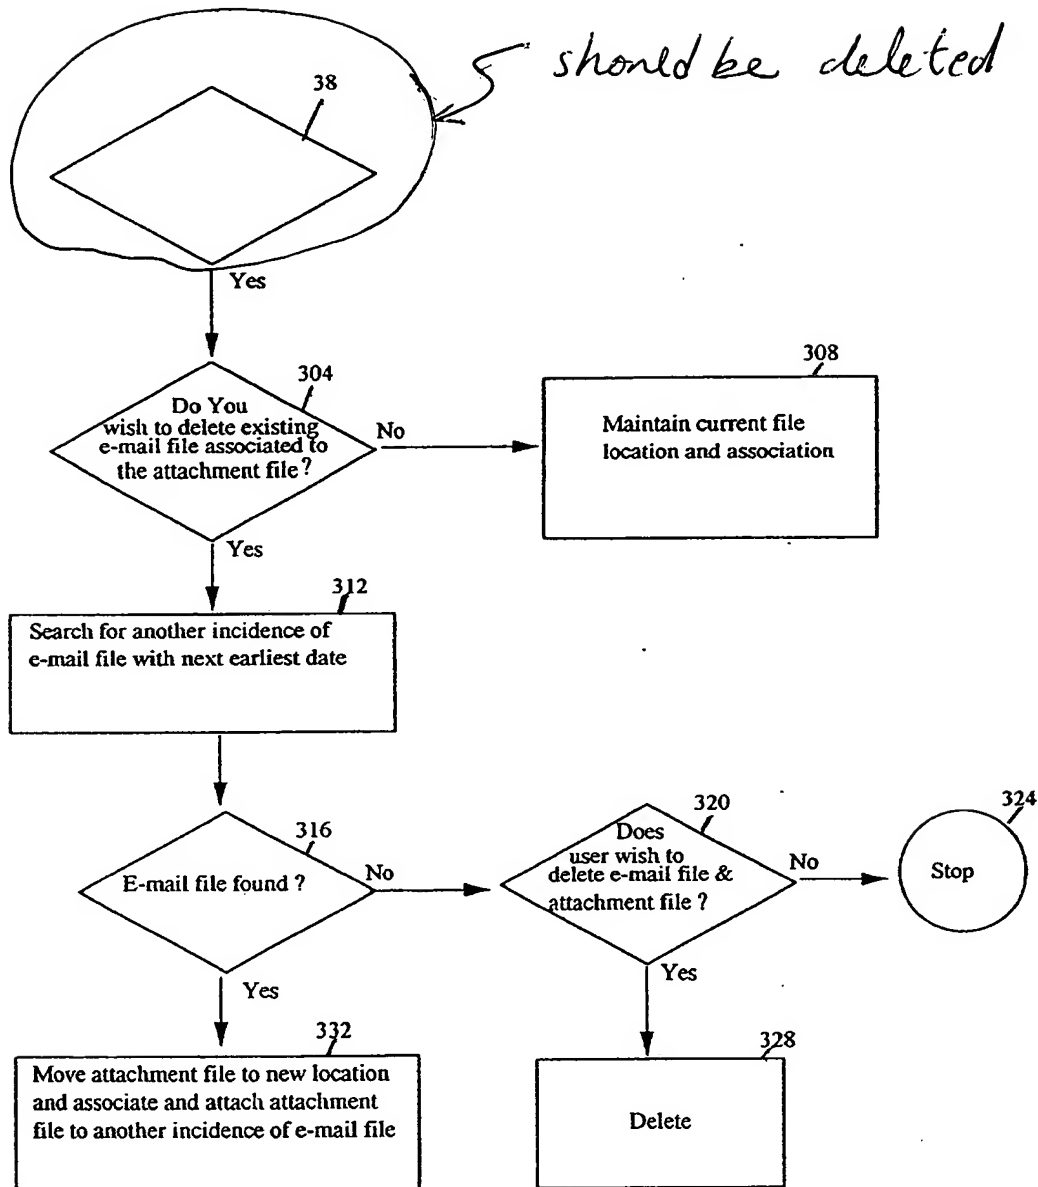 should be deleted
38
Yes
304
Do You
wish to delete existing
e-mail file associated to
the attachment file ?
No
308
Maintain current file
location and association
Yes
312
Search for another incidence of
e-mail file with next earliest date
316
E-mail file found ?
No
320
Does
user wish to
delete e-mail file &
attachment file ?
No
324
Stop
Yes
332
Move attachment file to new location
and associate and attach attachment
file to another incidence of e-mail file
Yes
328
Delete